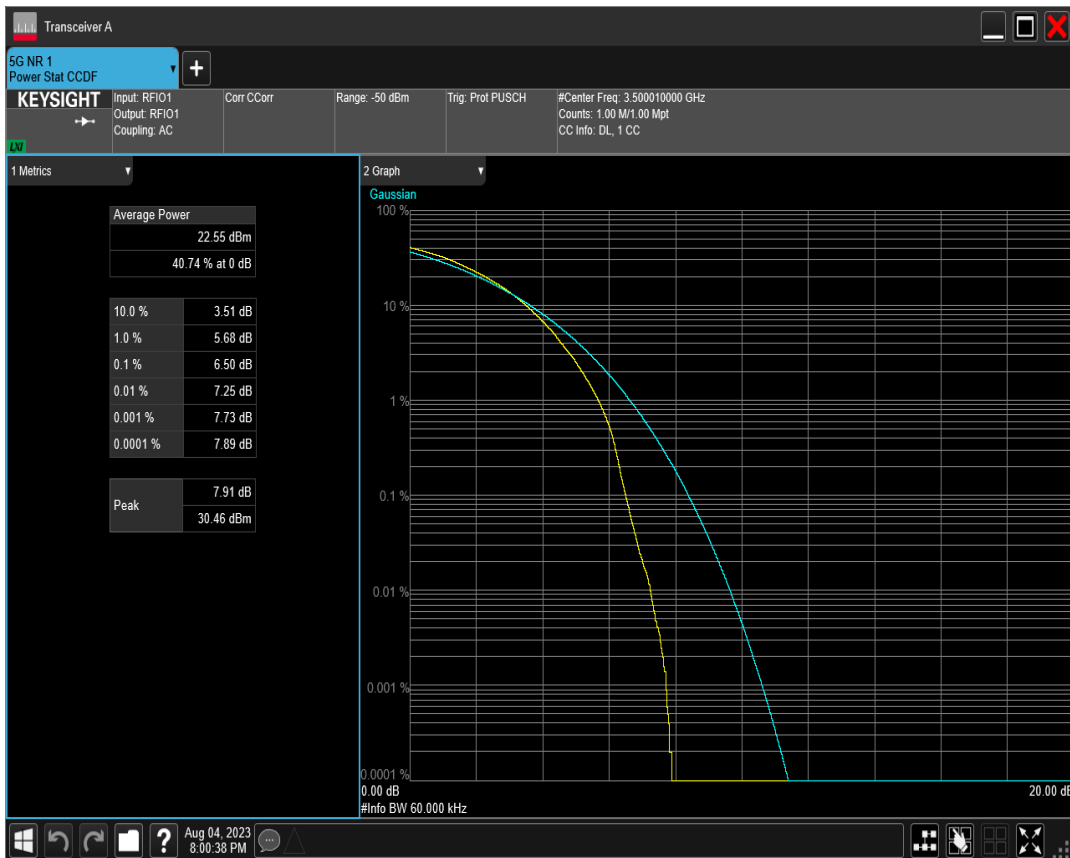 Transceiver A
5G NR 1
Power Stat CCDF
+
KEYSIGHT
LXI
Input: RFIO1
Output: RFIO1
Coupling: AC
Corr CCorr
Range: -50 dBm
Trig: Prot PUSCH
#Center Freq: 3.500010000 GHz
Counts: 1.00 M/1.00 Mpt
CC Info: DL, 1 CC
1 Metrics
Average Power
22.55 dBm
40.74 % at 0 dB
10.0 % 3.51 dB
1.0 % 5.68 dB
0.1 % 6.50 dB
0.01 % 7.25 dB
0.001 % 7.73 dB
0.0001 % 7.89 dB
Peak
7.91 dB
30.46 dBm
2 Graph
Gaussian
100 %
10 %
1 %
0.1 %
0.01 %
0.001 %
0.0001 %
0.00 dB 20.00 dB
#Info BW 60.000 kHz
?
Aug 04, 2023
8:00:38 PM